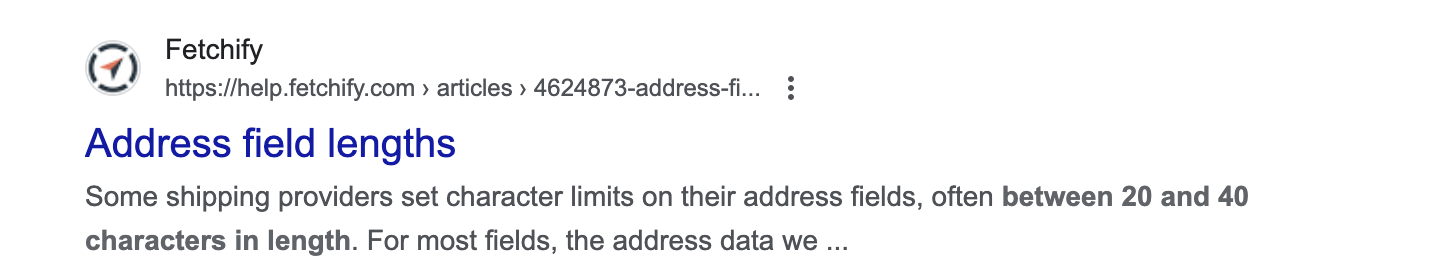 Fetchify
https://help.fetchify.com › articles › 4624873-address-fi...
Address field lengths
Some shipping providers set character limits on their address fields, often between 20 and 40
characters in length. For most fields, the address data we ...